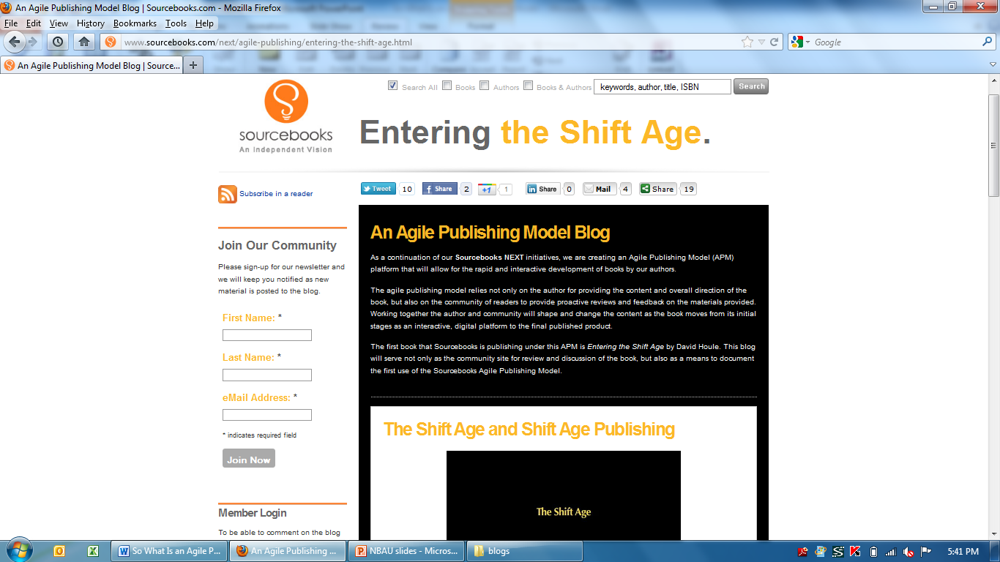 An Agile Publishing Model Blog | Sourcebooks.com - Mozilla Firefox
File Edit View History Bookmarks Tools Help
www.sourcebooks.com/next/agile-publishing/entering-the-shift-age.html
Google
An Agile Publishing Model Blog | Source...
Search All Books Authors Books & Authors keywords, author, title, ISBN Search
sourcebooks
An Independent Vision
Entering the Shift Age.
Subscribe in a reader
Tweet 10 Share 2 +1 1 Share 0 Mail 4 Share 19
Join Our Community
Please sign-up for our newsletter and
we will keep you notified as new
material is posted to the blog.
First Name: *
Last Name: *
eMail Address: *
* indicates required field
Join Now
Member Login
To be able to comment on the blog
An Agile Publishing Model Blog
As a continuation of our Sourcebooks NEXT initiatives, we are creating an Agile Publishing Model (APM)
platform that will allow for the rapid and interactive development of books by our authors.
The agile publishing model relies not only on the author for providing the content and overall direction of the
book, but also on the community of readers to provide proactive reviews and feedback on the materials provided.
Working together the author and community will shape and change the content as the book moves from its initial
stages as an interactive, digital platform to the final published product.
The first book that Sourcebooks is publishing under this APM is Entering the Shift Age by David Houle. This blog
will serve not only as the community site for review and discussion of the book, but also as a means to document
the first use of the Sourcebooks Agile Publishing Model.
The Shift Age and Shift Age Publishing
The Shift Age
So What Is an Agile P... An Agile Publishing ... NBAU slides - Micros... blogs
5:41 PM